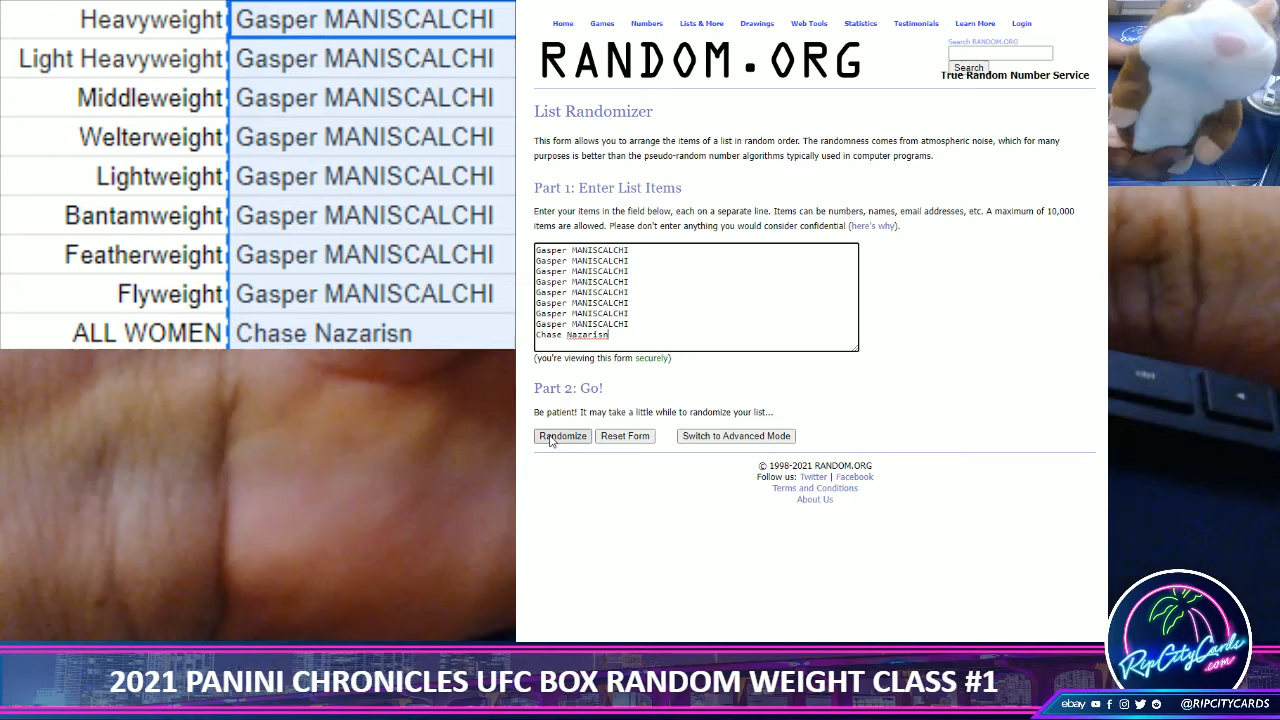 Heavyweight Gasper MANISCALCHI
Light Heavyweight Gasper MANISCALCHI
Middleweight Gasper MANISCALCHI
Welterweight Gasper MANISCALCHI
Lightweight Gasper MANISCALCHI
Bantamweight Gasper MANISCALCHI
Featherweight Gasper MANISCALCHI
Flyweight Gasper MANISCALCHI
ALL WOMEN Chase Nazarisn
Home Games Numbers Lists & More Drawings Web Tools Statistics Testimonials Learn More Login
RANDOM.ORG
Search RANDOM.ORG
Search
True Random Number Service
List Randomizer
This form allows you to arrange the items of a list in random order. The randomness comes from atmospheric noise, which for many
purposes is better than the pseudo-random number algorithms typically used in computer programs.
Part 1: Enter List Items
Enter your items in the field below, each on a separate line. Items can be numbers, names, email addresses, etc. A maximum of 10,000
items are allowed. Please don't enter anything you would consider confidential (here's why).
Gasper MANISCALCHI
Gasper MANISCALCHI
Gasper MANISCALCHI
Gasper MANISCALCHI
Gasper MANISCALCHI
Gasper MANISCALCHI
Gasper MANISCALCHI
Gasper MANISCALCHI
Chase Nazarisn
(you're viewing this form securely)
Part 2: Go!
Be patient! It may take a little while to randomize your list...
Randomize Reset Form Switch to Advanced Mode
© 1998-2021 RANDOM.ORG
Follow us: Twitter | Facebook
Terms and Conditions
About Us
RipCityCards
.com
2021 PANINI CHRONICLES UFC BOX RANDOM WEIGHT CLASS #1
ebay @RIPCITYCARDS